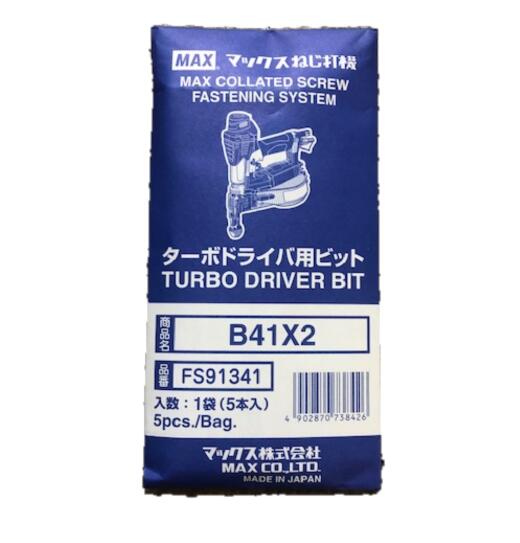 MAX® マックスねじ打機
MAX COLLATED SCREW
FASTENING SYSTEM
ターボドライバ用ビット
TURBO DRIVER BIT
商品名 B41X2
品番 FS91341
入数：1袋（5本入）
5pcs./Bag.
4 902870 738426
マックス株式会社
MAX CO.,LTD.
MADE IN JAPAN